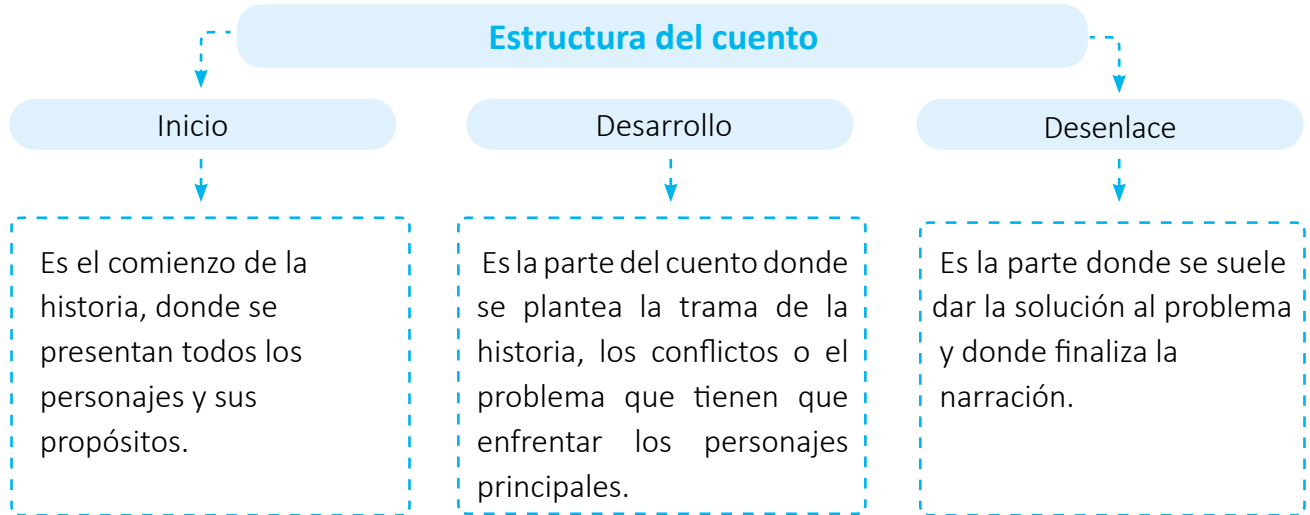 Estructura del cuento
Inicio
Es el comienzo de la
historia, donde se
presentan todos los
personajes y sus
propósitos.
Desarrollo
Es la parte del cuento donde
se plantea la trama de la
historia, los conflictos o el
problema que tienen que
enfrentar los personajes
principales.
Desenlace
Es la parte donde se suele
dar la solución al problema
y donde finaliza la
narración.